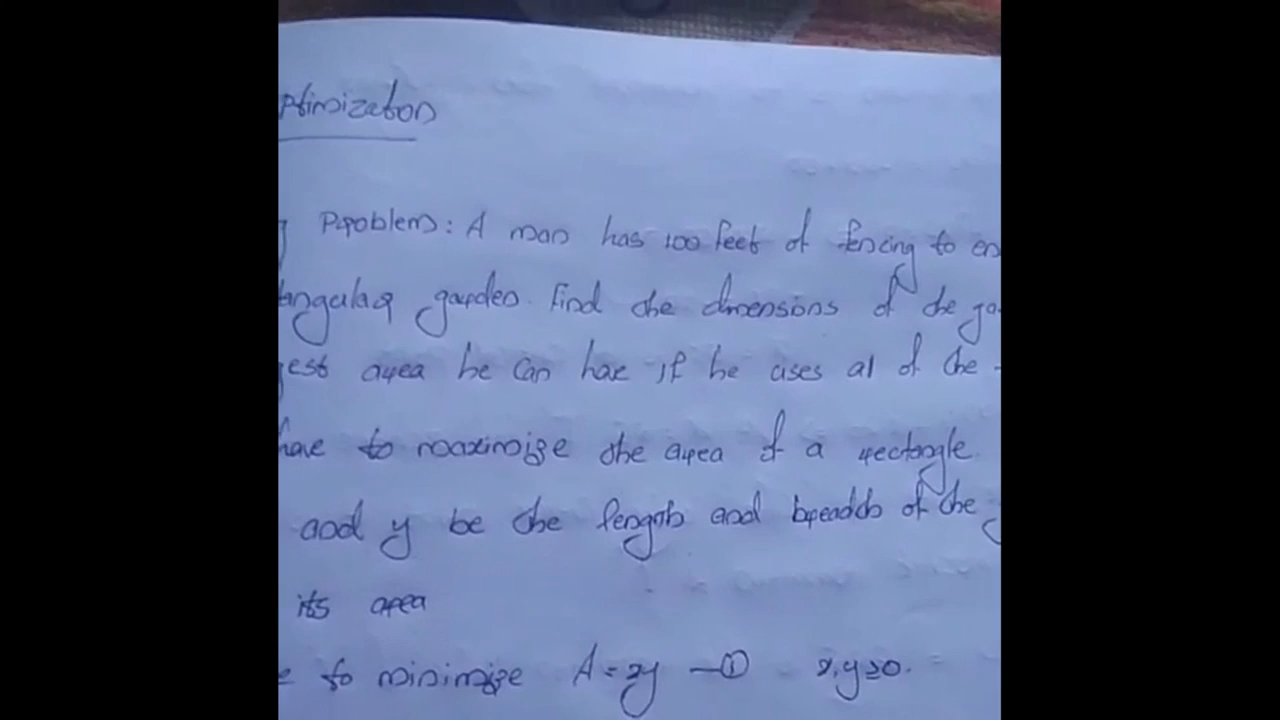 ptimization
Problem: A man has 100 feet of fencing to en
tangular garden. Find the dimensions of the ga
gest area he can have if he uses al of the
have to maximize the area of a rectangle
and y be the length and breadth of the g
its area
e to minimize A = xy —① x,y≥0.